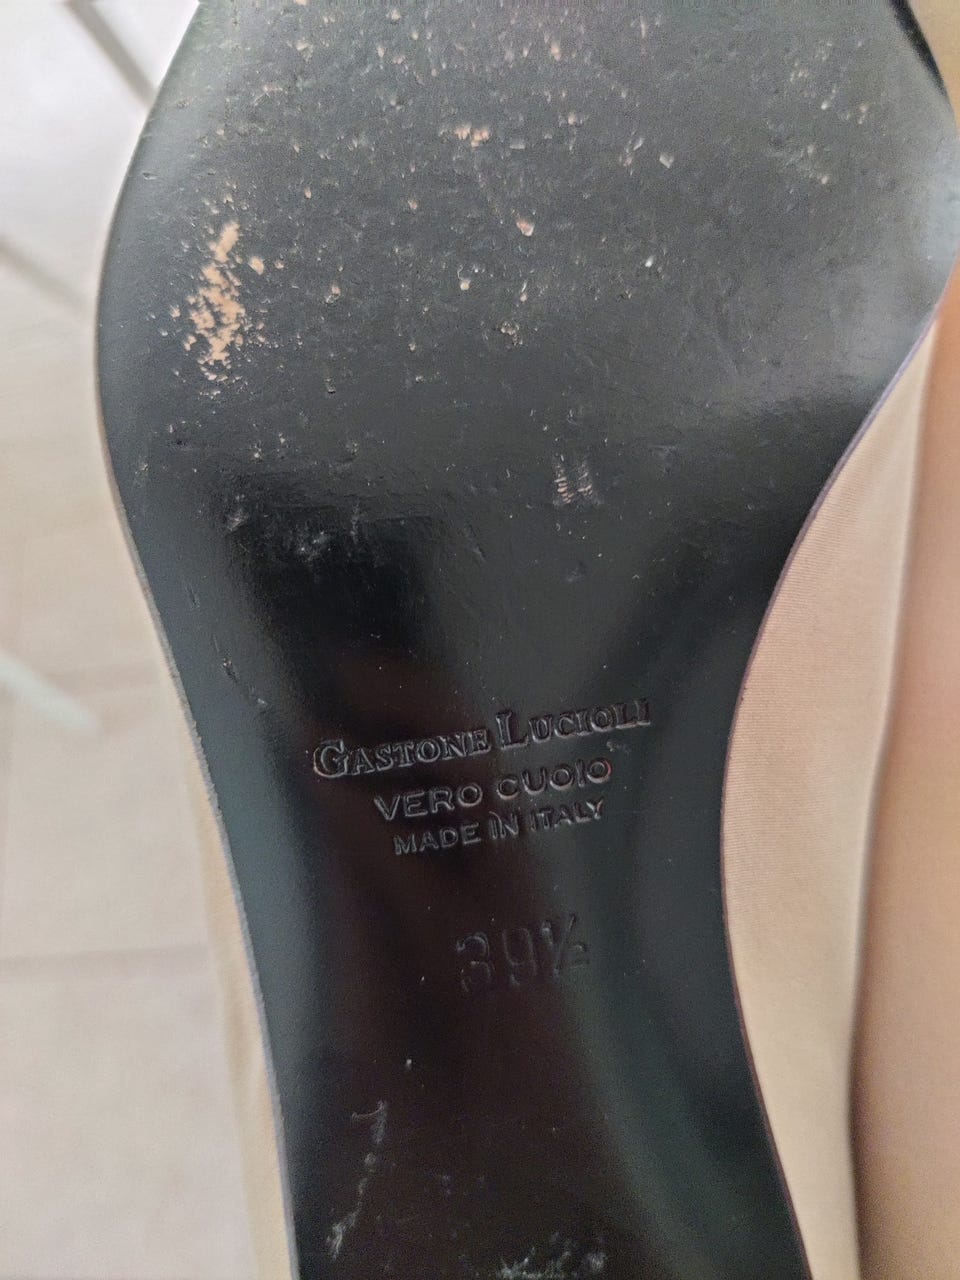 GASTONE LUCIOLI
VERO CUOIO
MADE IN ITALY
39½